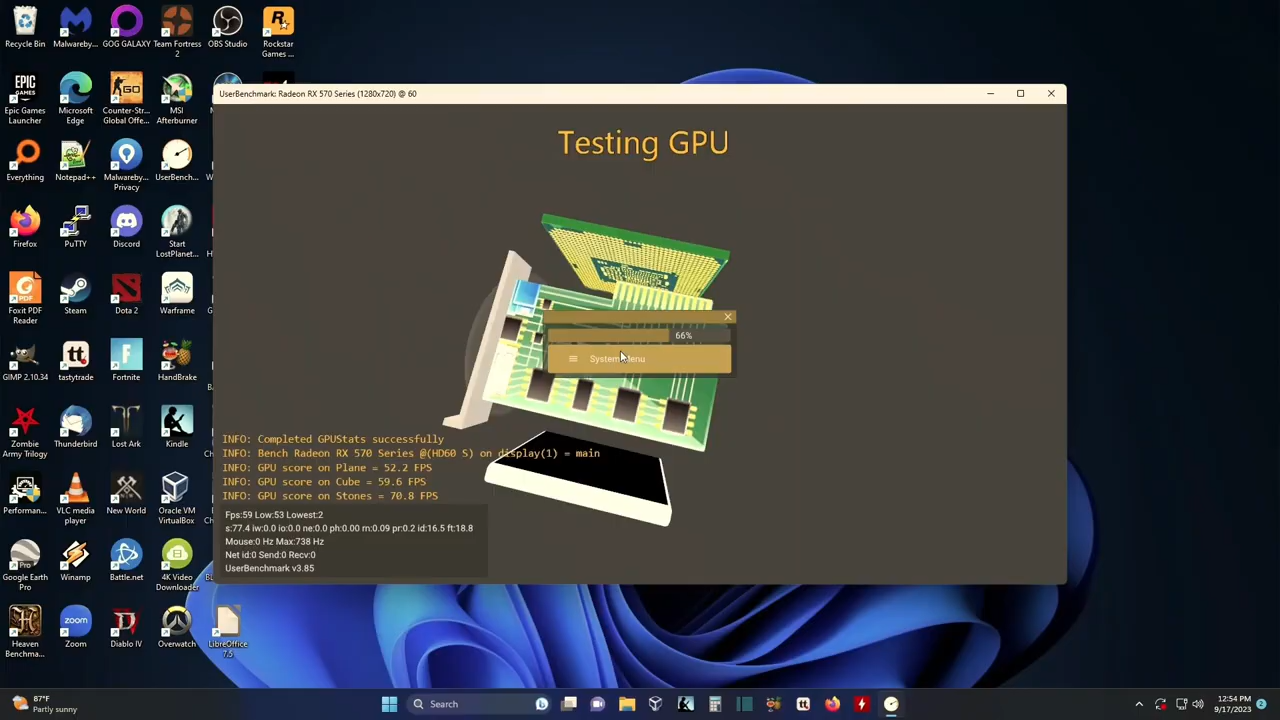 Recycle Bin
Malwareby...
GOG GALAXY
Team Fortress
2
OBS Studio
Rockstar
Games ...
Epic Games
Launcher
Microsoft
Edge
Counter-Str...
Global Offe...
MSI
Afterburner
Everything
Notepad++
Malwareby...
Privacy
UserBench...
Firefox
PuTTY
Discord
Start
LostPlanet...
Foxit PDF
Reader
Steam
Dota 2
Warframe
GIMP 2.10.34
tastytrade
Fortnite
HandBrake
Zombie
Army Trilogy
Thunderbird
Lost Ark
Kindle
Performan...
VLC media
player
New World
Oracle VM
VirtualBox
Google Earth
Pro
Winamp
Battle.net
4K Video
Downloader
Heaven
Benchma...
Zoom
Diablo IV
Overwatch
LibreOffice
7.5
UserBenchmark: Radeon RX 570 Series (1280x720) @ 60
Testing GPU
66%
System Menu
INFO: Completed GPUStats successfully
INFO: Bench Radeon RX 570 Series @(HD60 S) on display(1) = main
INFO: GPU score on Plane = 52.2 FPS
INFO: GPU score on Cube = 59.6 FPS
INFO: GPU score on Stones = 70.8 FPS
Fps:59 Low:53 Lowest:2
s:77.4 iw:0.0 io:0.0 ne:0.0 ph:0.00 rn:0.09 pr:0.2 id:16.5 ft:18.8
Mouse:0 Hz Max:738 Hz
Net id:0 Send:0 Recv:0
UserBenchmark v3.85
87°F
Partly sunny
Search
12:54 PM
9/17/2023